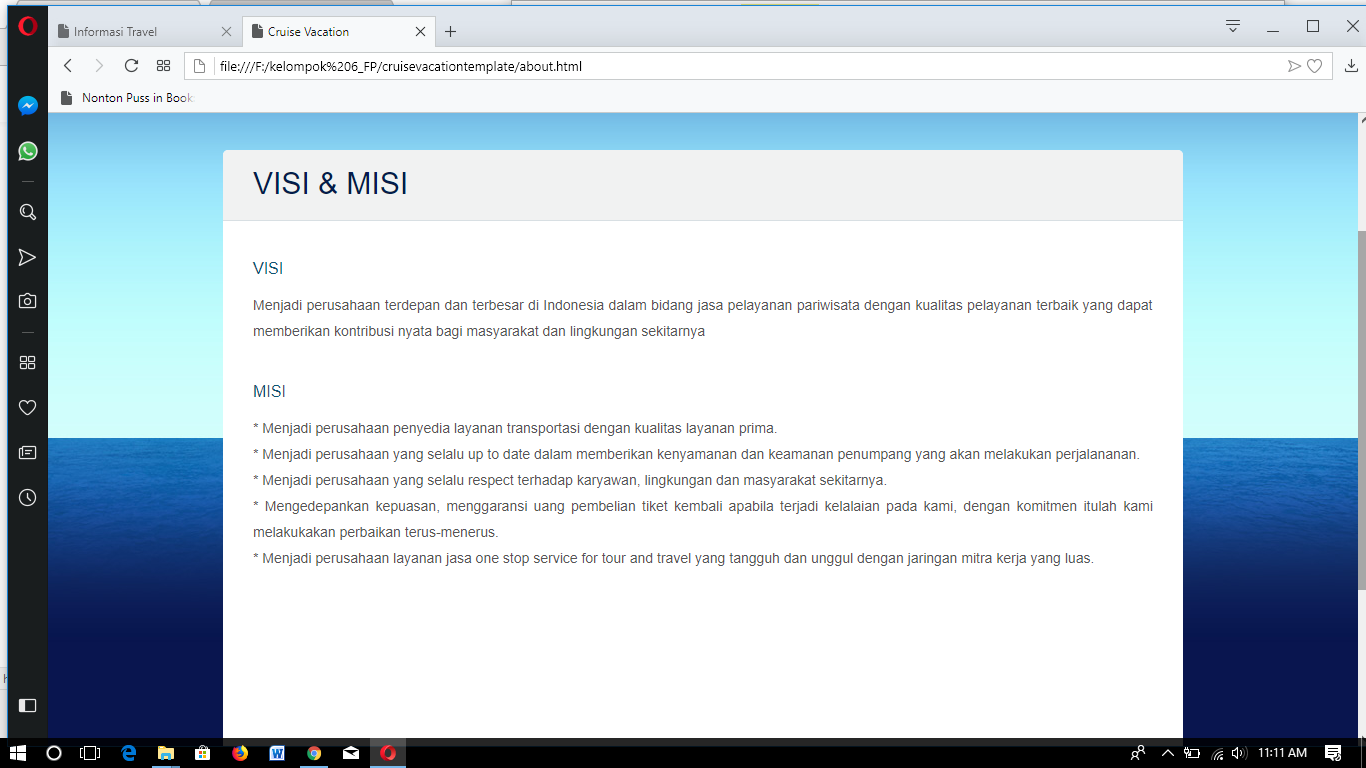 Informasi Travel
Cruise Vacation
file:///F:/kelompok%206_FP/cruisevacationtemplate/about.html
Nonton Puss in Book
VISI & MISI
VISI
Menjadi perusahaan terdepan dan terbesar di Indonesia dalam bidang jasa pelayanan pariwisata dengan kualitas pelayanan terbaik yang dapat
memberikan kontribusi nyata bagi masyarakat dan lingkungan sekitarnya
MISI
* Menjadi perusahaan penyedia layanan transportasi dengan kualitas layanan prima.
* Menjadi perusahaan yang selalu up to date dalam memberikan kenyamanan dan keamanan penumpang yang akan melakukan perjalananan.
* Menjadi perusahaan yang selalu respect terhadap karyawan, lingkungan dan masyarakat sekitarnya.
* Mengedepankan kepuasan, menggaransi uang pembelian tiket kembali apabila terjadi kelalaian pada kami, dengan komitmen itulah kami
melakukakan perbaikan terus-menerus.
* Menjadi perusahaan layanan jasa one stop service for tour and travel yang tangguh dan unggul dengan jaringan mitra kerja yang luas.
11:11 AM